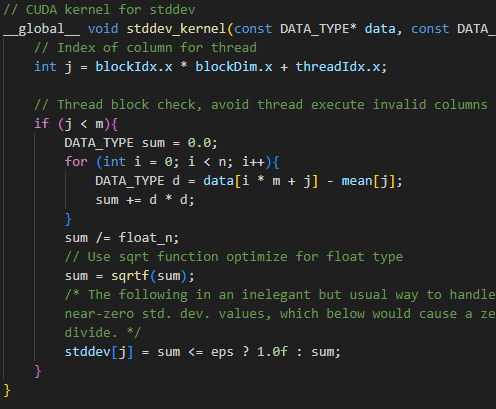 // CUDA kernel for stddev
__global__ void stddev_kernel(const DATA_TYPE* data, const DATA_
    // Index of column for thread
    int j = blockIdx.x * blockDim.x + threadIdx.x;

    // Thread block check, avoid thread execute invalid columns
    if (j < m){
        DATA_TYPE sum = 0.0;
        for (int i = 0; i < n; i++){
            DATA_TYPE d = data[i * m + j] - mean[j];
            sum += d * d;
        }
        sum /= float_n;
        // Use sqrt function optimize for float type
        sum = sqrtf(sum);
        /* The following in an inelegant but usual way to handle
        near-zero std. dev. values, which below would cause a ze
        divide. */
        stddev[j] = sum <= eps ? 1.0f : sum;
    }
}